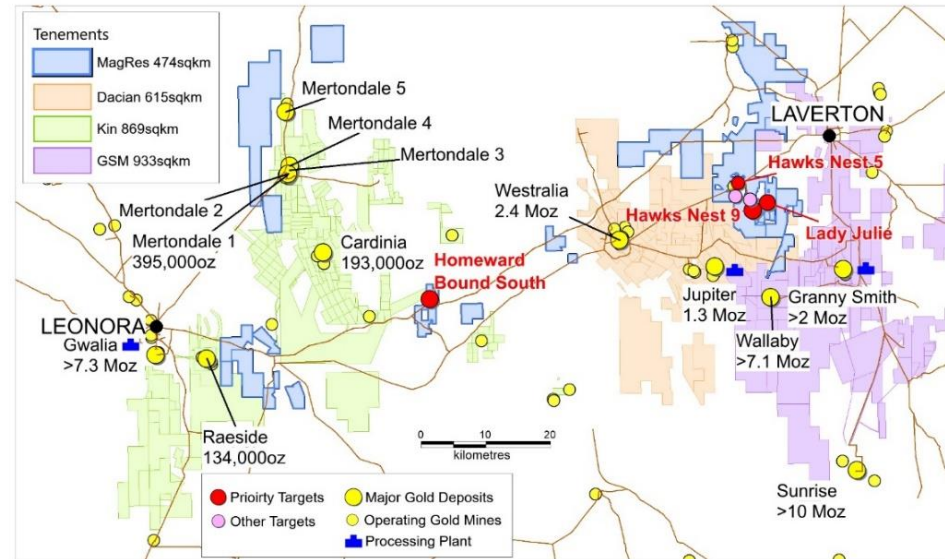 Tenements
MagRes 474sqkm
Dacian 615sqkm
Kin 869sqkm
GSM 933sqkm
Mertondale 5
Mertondale 4
Mertondale 3
Mertondale 2
Mertondale 1
395,000oz
Cardinia
193,000oz
Homeward
Bound South
LEONORA
Gwalia
>7.3 Moz
Raeside
134,000oz
Westralia
2.4 Moz
LAVERTON
Hawks Nest 5
Hawks Nest 9
Lady Julie
Jupiter
1.3 Moz
Granny Smith
>2 Moz
Wallaby
>7.1 Moz
Sunrise
>10 Moz
0 10 20
kilometres
Prioirty Targets
Other Targets
Major Gold Deposits
Operating Gold Mines
Processing Plant